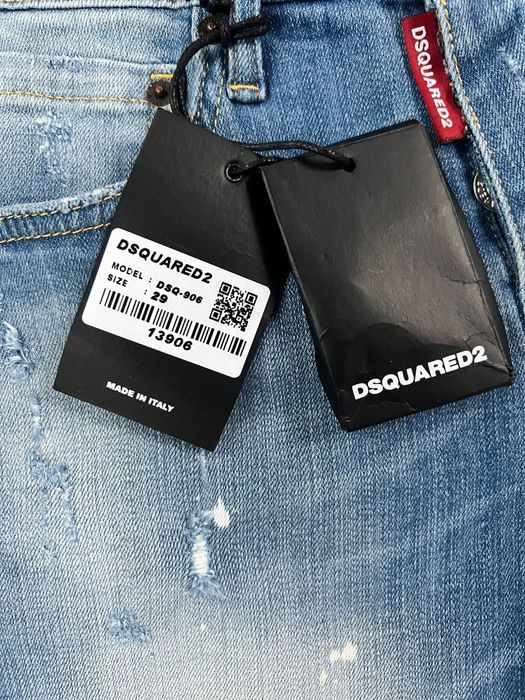 DSQUARED2
DSQUARED2
MODEL : DSQ-906
SIZE : 29
13906
MADE IN ITALY
DSQUARED2